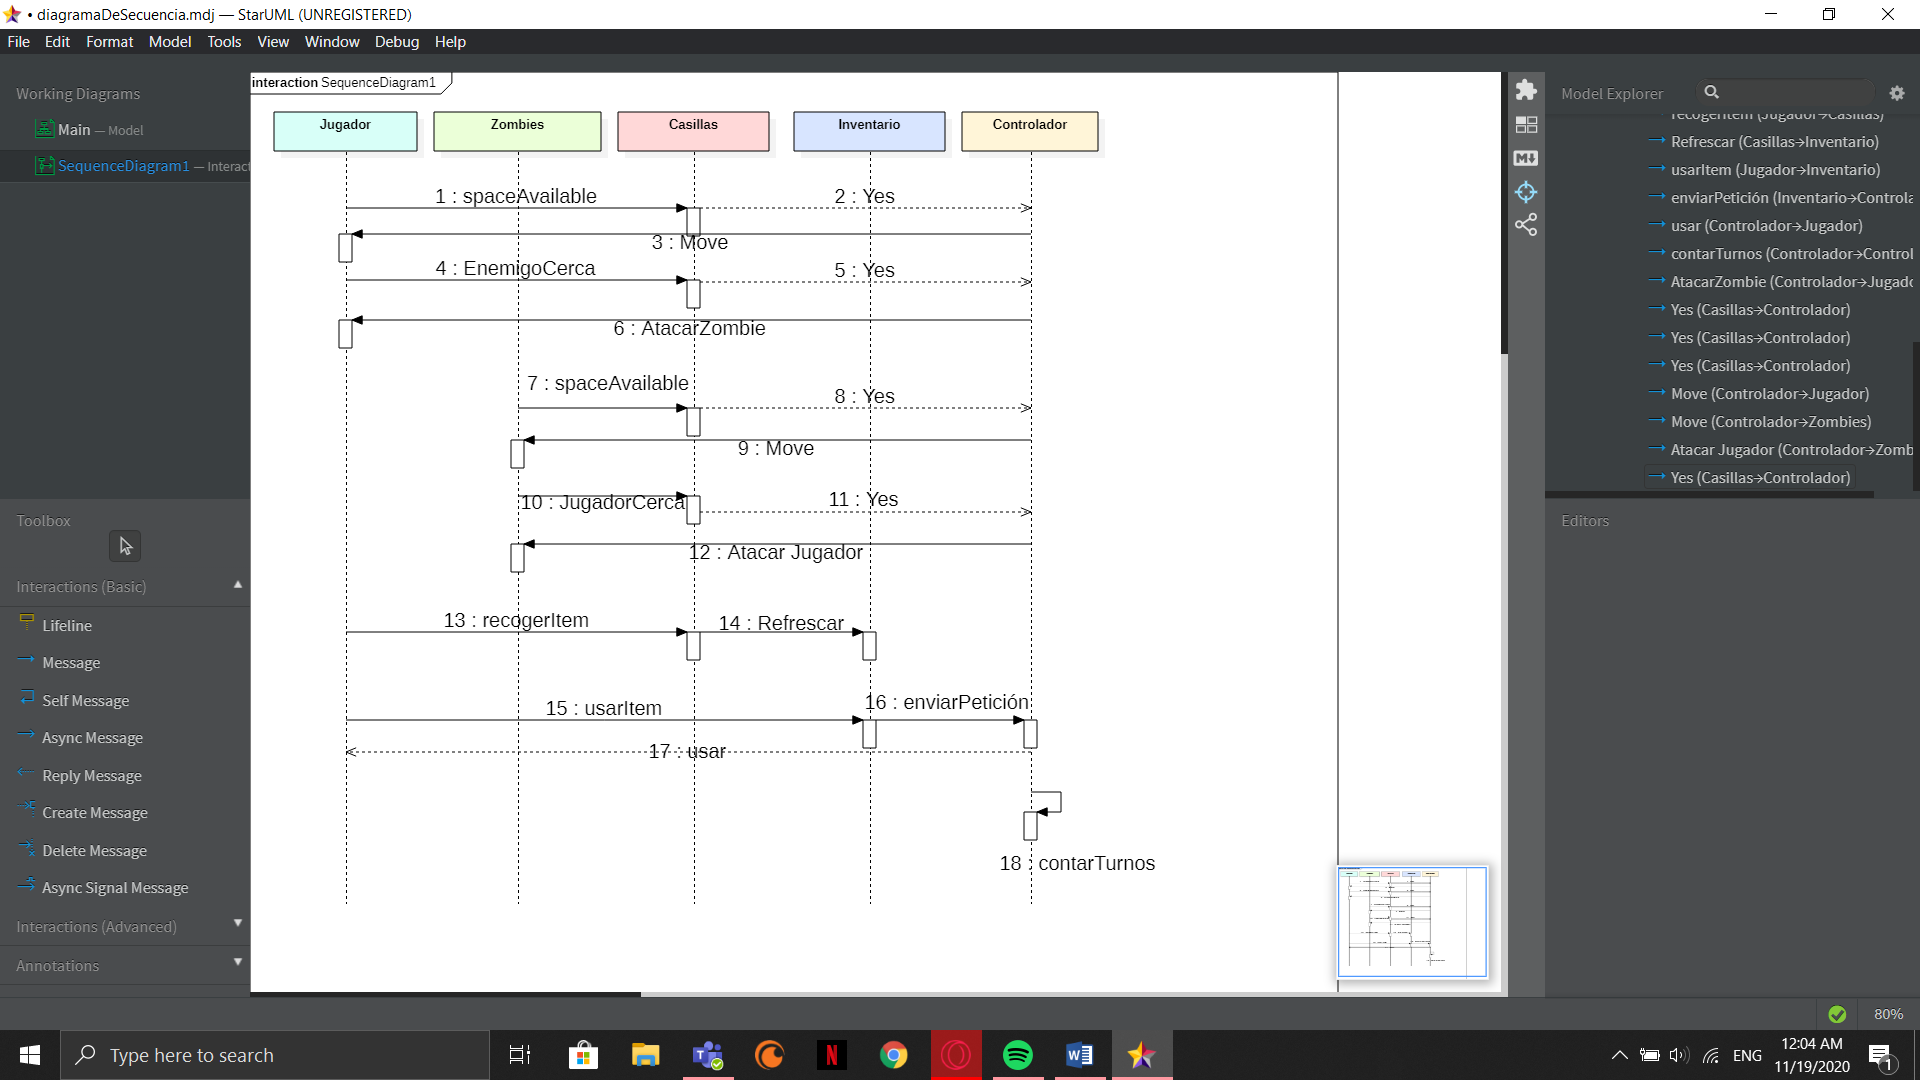 • diagramaDeSecuencia.mdj — StarUML (UNREGISTERED)
File Edit Format Model Tools View Window Debug Help
Working Diagrams
Main — Model
SequenceDiagram1 — Interact
Toolbox
Interactions (Basic)
Lifeline
Message
Self Message
Async Message
Reply Message
Create Message
Delete Message
Async Signal Message
Interactions (Advanced)
Annotations
interaction SequenceDiagram1
Jugador Zombies Casillas Inventario Controlador
1 : spaceAvailable 2 : Yes
3 : Move
4 : EnemigoCerca 5 : Yes
6 : AtacarZombie
7 : spaceAvailable 8 : Yes
9 : Move
10 : JugadorCerca 11 : Yes
12 : Atacar Jugador
13 : recogerItem 14 : Refrescar
15 : usarItem 16 : enviarPetición
17 : usar
18 : contarTurnos
Model Explorer
recogerItem (Jugador→Casillas)
Refrescar (Casillas→Inventario)
usarItem (Jugador→Inventario)
enviarPetición (Inventario→Controla
usar (Controlador→Jugador)
contarTurnos (Controlador→Control
AtacarZombie (Controlador→Jugado
Yes (Casillas→Controlador)
Yes (Casillas→Controlador)
Yes (Casillas→Controlador)
Move (Controlador→Jugador)
Move (Controlador→Zombies)
Atacar Jugador (Controlador→Zomb
Yes (Casillas→Controlador)
Editors
80%
Type here to search
ENG
12:04 AM
11/19/2020
1